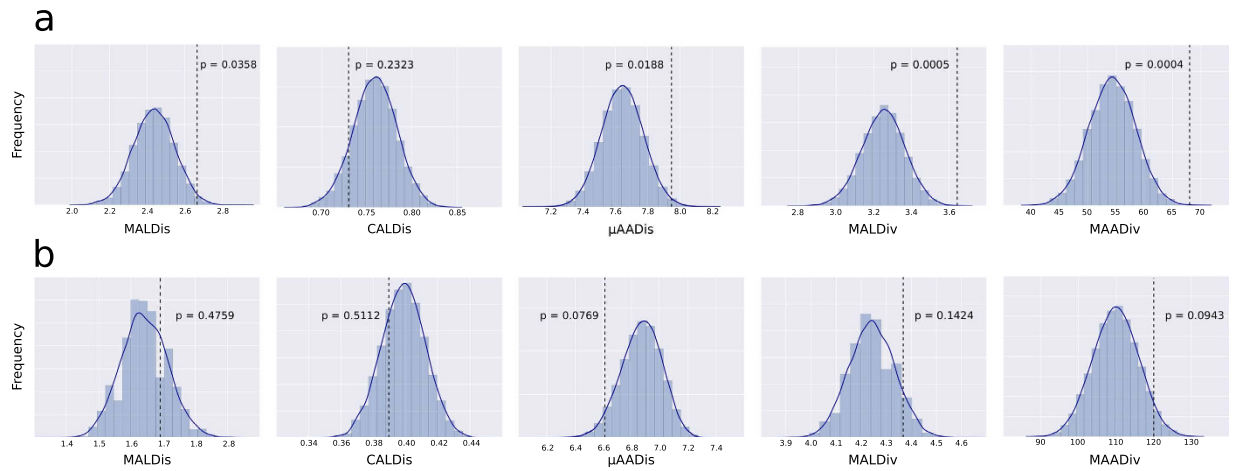 a
p = 0.0358 p = 0.2323 p = 0.0188 p = 0.0005 p = 0.0004
Frequency
2.0 2.2 2.4 2.6 2.8 0.70 0.75 0.80 0.85 7.2 7.4 7.6 7.8 8.0 8.2 2.8 3.0 3.2 3.4 3.6 40 45 50 55 60 65 70
MALDis CALDis µAADis MALDiv MAADiv
b
p = 0.4759 p = 0.5112 p = 0.0769 p = 0.1424 p = 0.0943
Frequency
1.4 1.5 1.6 1.7 1.8 2.8 0.34 0.36 0.38 0.40 0.42 0.44 6.2 6.4 6.6 6.8 7.0 7.2 7.4 3.9 4.0 4.1 4.2 4.3 4.4 4.5 4.6 90 100 110 120 130
MALDis CALDis µAADis MALDiv MAADiv